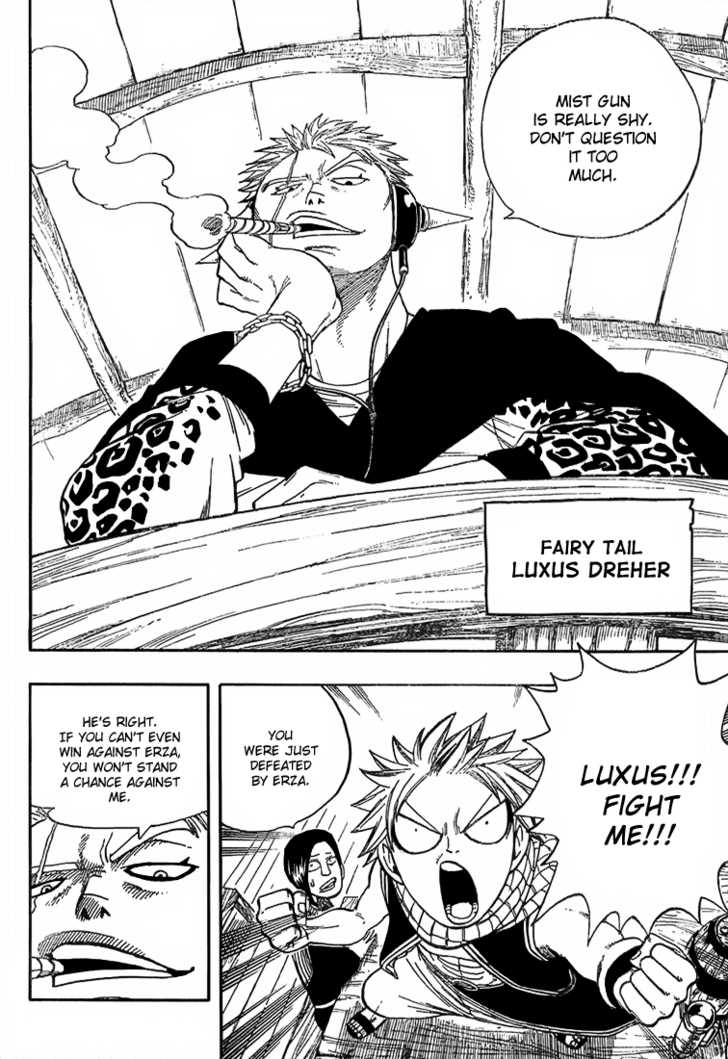 MIST GUN
IS REALLY SHY.
DON'T QUESTION
IT TOO
MUCH.
FAIRY TAIL
LUXUS DREHER
LUXUS!!!
FIGHT
ME!!!
YOU
WERE JUST
DEFEATED
BY ERZA.
HE'S RIGHT.
IF YOU CAN'T EVEN
WIN AGAINST ERZA,
YOU WON'T STAND
A CHANCE AGAINST
ME.